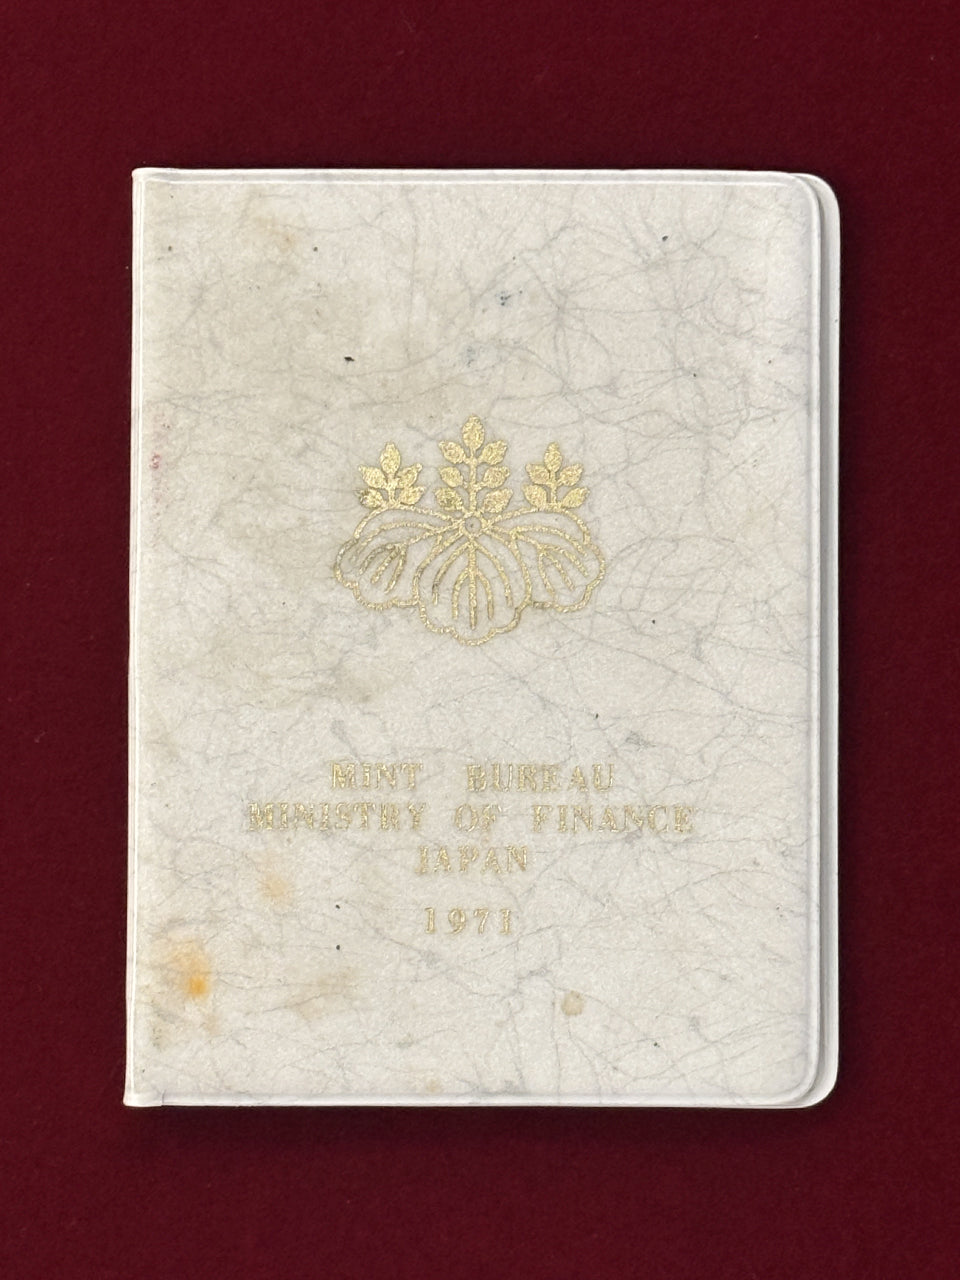 MINT BUREAU
MINISTRY OF FINANCE
JAPAN
1971